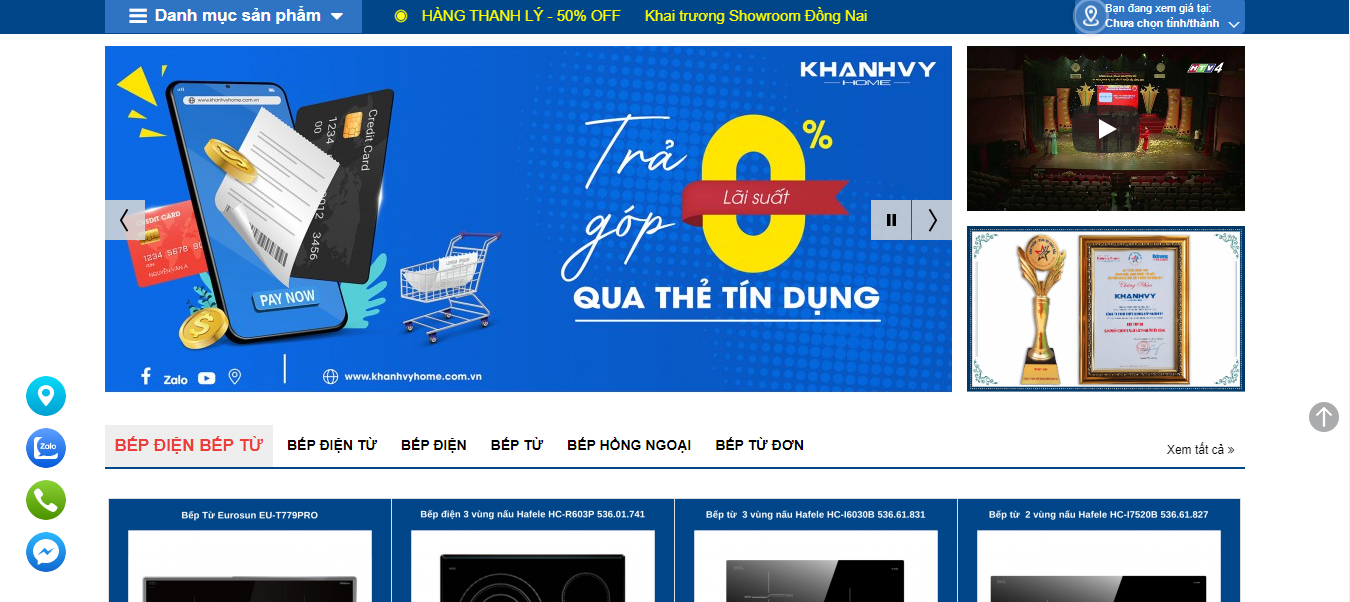 Danh mục sản phẩm
HÀNG THANH LÝ - 50% OFF
Khai trương Showroom Đồng Nai
Bạn đang xem giá tại:
Chưa chọn tỉnh/thành
www.khanhvyhome.com.vn
Credit Card
1234
00
012 3456
CREDIT CARD
1234 5678 90
NGUYỄN VĂN A
PAY NOW
KHANHVY
HOME
Trả
góp
0%
Lãi suất
QUA THẺ TÍN DỤNG
Zalo
www.khanhvyhome.com.vn
HTV4
Chứng Nhận
KHANHVY
BẾP ĐIỆN BẾP TỪ
BẾP ĐIỆN TỪ
BẾP ĐIỆN
BẾP TỪ
BẾP HỒNG NGOẠI
BẾP TỪ ĐƠN
Xem tất cả »
Zalo
Bếp Từ Eurosun EU-T779PRO
Bếp điện 3 vùng nấu Hafele HC-R603P 536.01.741
Bếp từ 3 vùng nấu Hafele HC-I6030B 536.61.831
Bếp từ 2 vùng nấu Hafele HC-I7520B 536.61.827